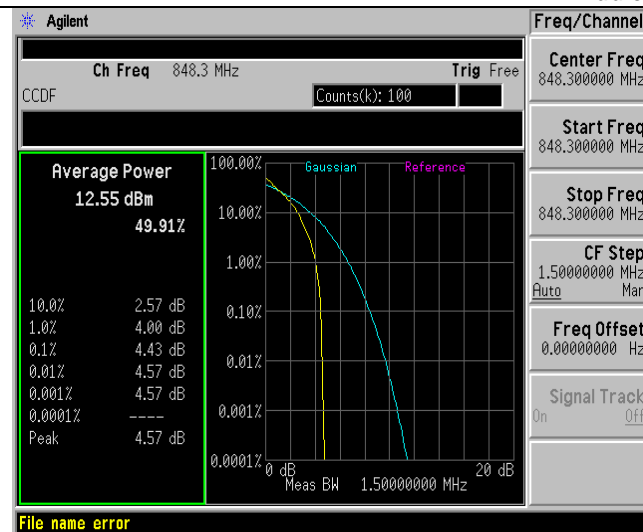 Agilent
Freq/Channel
Ch Freq 848.3 MHz Trig Free
CCDF Counts(k): 100
Center Freq
848.300000 MHz
Start Freq
848.300000 MHz
Stop Freq
848.300000 MHz
CF Step
1.50000000 MHz
Auto Man
Freq Offset
0.00000000 Hz
Signal Track
On Off
Average Power
12.55 dBm
49.91%
10.0% 2.57 dB
1.0% 4.00 dB
0.1% 4.43 dB
0.01% 4.57 dB
0.001% 4.57 dB
0.0001% ----
Peak 4.57 dB
Gaussian Reference
100.00%
10.00%
1.00%
0.10%
0.01%
0.001%
0.0001%
0 dB 20 dB
Meas BW 1.50000000 MHz
File name error